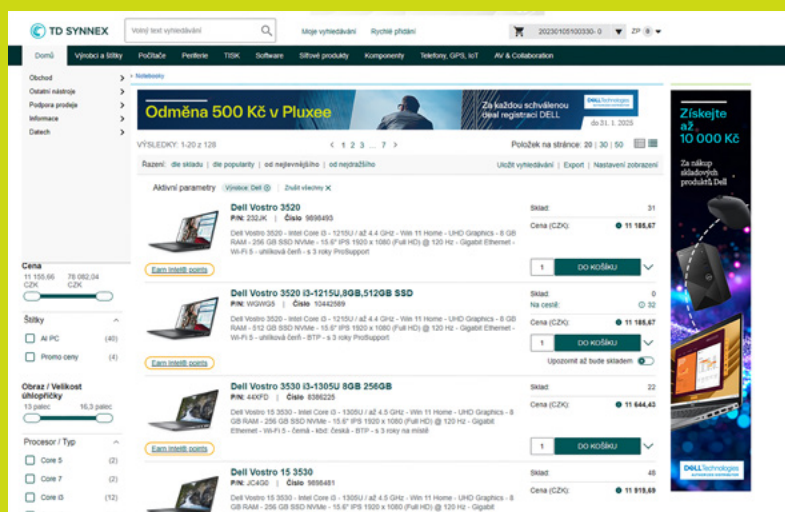 TD SYNNEX
Volný text vyhledávání
Moje vyhledávání Rychlé přidání
20230105100330- 0
ZP
Domů Výrobci a štítky Počítače Periferie TISK Software Síťové produkty Komponenty Telefony, GPS, IoT AV & Collaboration
Obchod
Ostatní nástroje
Podpora prodeje
Informace
Datech
Notebooky
Odměna 500 Kč v Pluxee
Za každou schválenou
deal registraci DELL
DELLTechnologies
do 31. 1. 2025
VÝSLEDKY: 1-20 z 128
< 1 2 3 ... 7 >
Položek na stránce: 20 | 30 | 50
Řazení: dle skladu | dle popularity | od nejlevnějšího | od nejdražšího
Uložit vyhledávání | Export | Nastavení zobrazení
Aktivní parametry Výrobce: Dell Zrušit všechny X
Dell Vostro 3520
P/N: 232JK | Číslo 9898493
Dell Vostro 3520 - Intel Core i3 - 1215U / až 4.4 GHz - Win 11 Home - UHD Graphics - 8 GB
RAM - 256 GB SSD NVMe - 15.6" IPS 1920 x 1080 (Full HD) @ 120 Hz - Gigabit Ethernet -
Wi-Fi 5 - uhlíková čerň - s 3 roky ProSupport
Earn Intel® points
Sklad: 31
Cena (CZK): 11 185,67
1 DO KOŠÍKU
Dell Vostro 3520 i3-1215U,8GB,512GB SSD
P/N: WGWG5 | Číslo 10442589
Dell Vostro 3520 - Intel Core i3 - 1215U / až 4.4 GHz - Win 11 Home - UHD Graphics - 8 GB
RAM - 512 GB SSD NVMe - 15.6" IPS 1920 x 1080 (Full HD) @ 120 Hz - Gigabit Ethernet -
Wi-Fi 5 - uhlíková čerň - BTP - s 3 roky ProSupport
Earn Intel® points
Sklad: 0
Na cestě: 32
Cena (CZK): 11 185,67
1 DO KOŠÍKU
Upozornit až bude skladem
Dell Vostro 3530 i3-1305U 8GB 256GB
P/N: 44XFD | Číslo 8386225
Dell Vostro 15 3530 - Intel Core i3 - 1305U / až 4.5 GHz - Win 11 Home - UHD Graphics - 8
GB RAM - 256 GB SSD NVMe - 15.6" IPS 1920 x 1080 (Full HD) @ 120 Hz - Gigabit
Ethernet - Wi-Fi 5 - černá - kbd: česká - BTP - s 3 roky na místě
Earn Intel® points
Sklad: 22
Cena (CZK): 11 644,43
1 DO KOŠÍKU
Dell Vostro 15 3530
P/N: JC4G0 | Číslo 9898481
Dell Vostro 15 3530 - Intel Core i3 - 1305U / až 4.5 GHz - Win 11 Home - UHD Graphics - 8
GB RAM - 256 GB SSD NVMe - 15.6" IPS 1920 x 1080 (Full HD) @ 120 Hz - Gigabit
Sklad: 48
Cena (CZK): 11 919,69
Cena
11 155,66 CZK
78 082,04 CZK
Štítky
AI PC (40)
Promo ceny (4)
Obraz / Velikost
úhlopříčky
13 palec 16,3 palec
Procesor / Typ
Core 5 (2)
Core 7 (2)
Core i3 (12)
Získejte
až
10 000 Kč
Za nákup
skladových
produktů Dell
DELLTechnologies